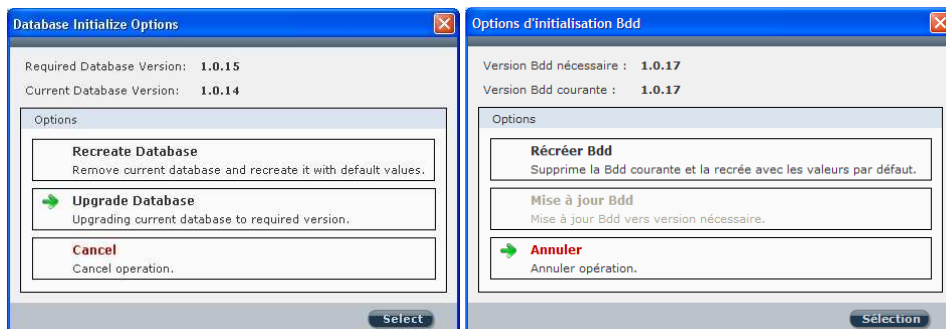 Database Initialize Options
Required Database Version: 1.0.15
Current Database Version: 1.0.14
Options
Recreate Database
Remove current database and recreate it with default values.
Upgrade Database
Upgrading current database to required version.
Cancel
Cancel operation.
Select
Options d'initialisation Bdd
Version Bdd nécessaire : 1.0.17
Version Bdd courante : 1.0.17
Options
Récréer Bdd
Supprime la Bdd courante et la recrée avec les valeurs par défaut.
Mise à jour Bdd
Mise à jour Bdd vers version nécessaire.
Annuler
Annuler opération.
Sélection